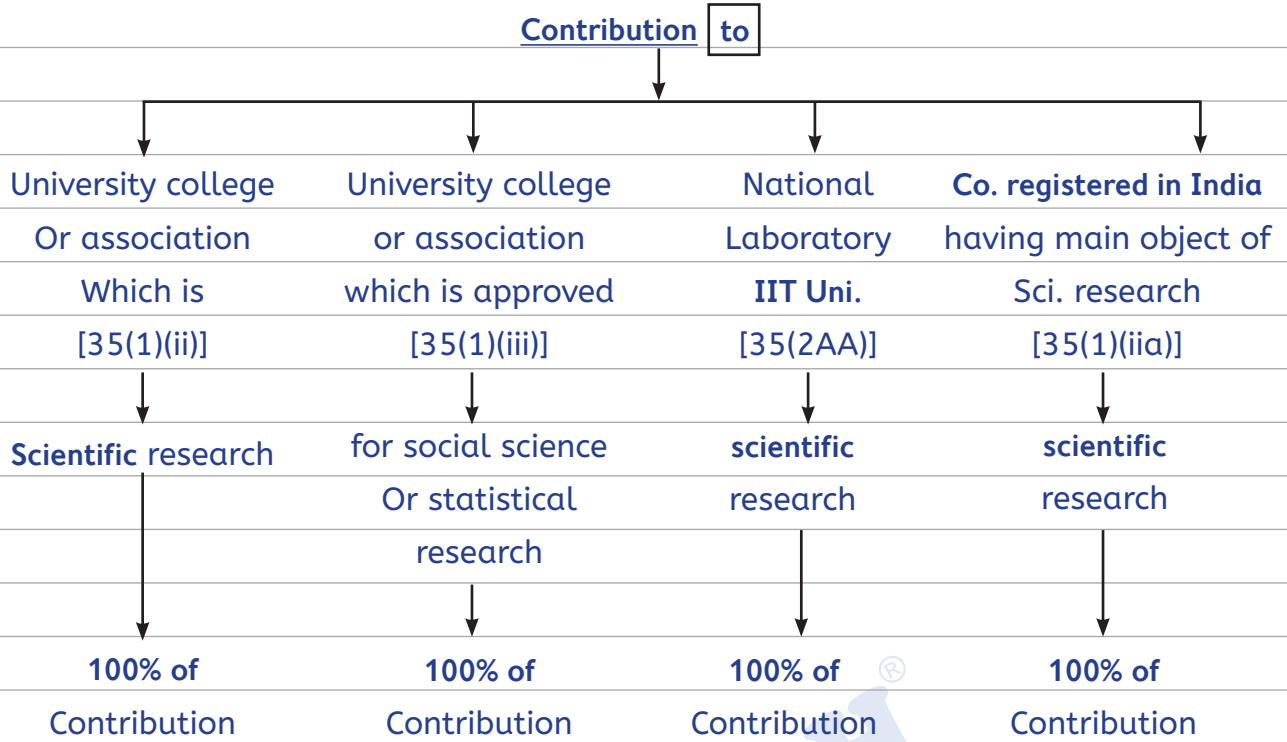 Contribution to
University college
Or association
Which is
[35(1)(ii)]
Scientific research
100% of
Contribution
University college
or association
which is approved
[35(1)(iii)]
for social science
Or statistical
research
100% of
Contribution
National
Laboratory
IIT Uni.
[35(2AA)]
scientific
research
100% of
Contribution
Co. registered in India
having main object of
Sci. research
[35(1)(iia)]
scientific
research
100% of
Contribution
®